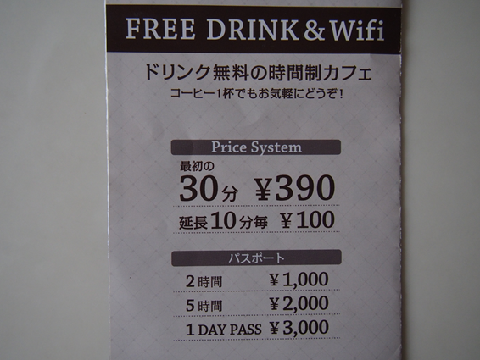 FREE DRINK & Wifi
ドリンク無料の時間制カフェ
コーヒー1杯でもお気軽にどうぞ!
Price System
最初の
30分 ¥390
延長10分毎 ¥100
パスポート
2時間 ¥1,000
5時間 ¥2,000
1 DAY PASS ¥3,000